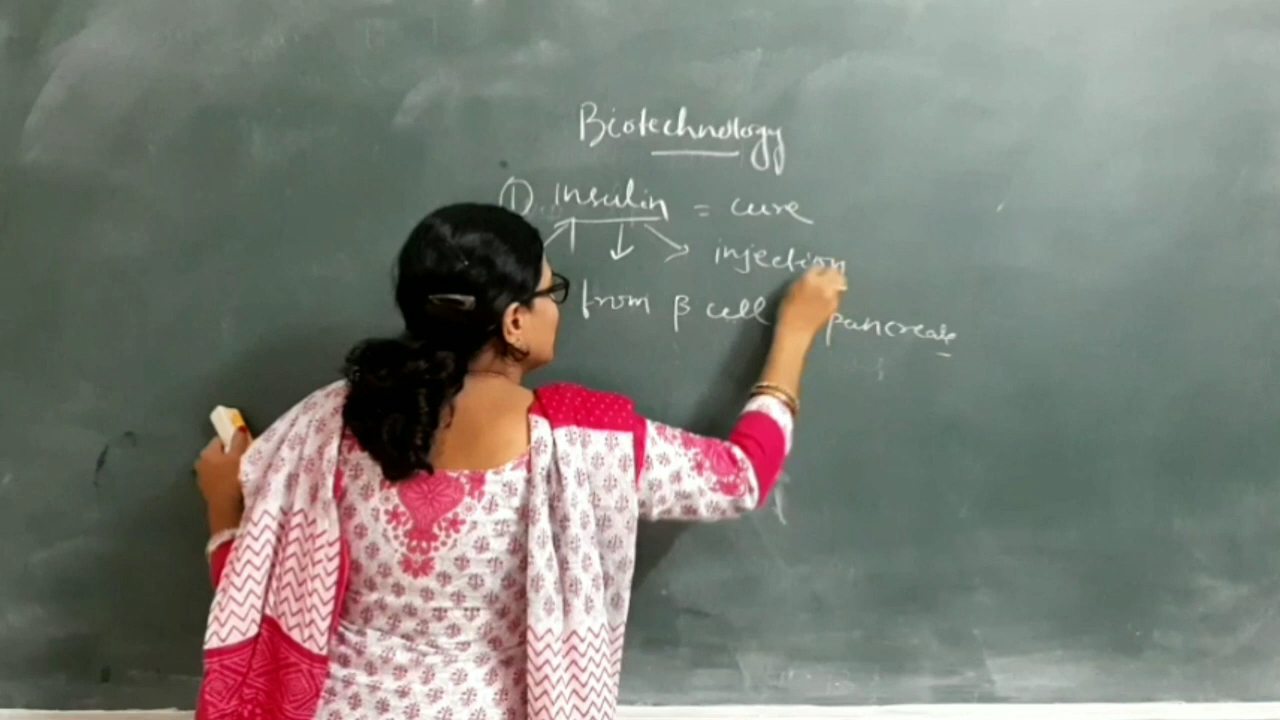 Biotechnology
① Insulin = cure
injection
from β cell pancreas